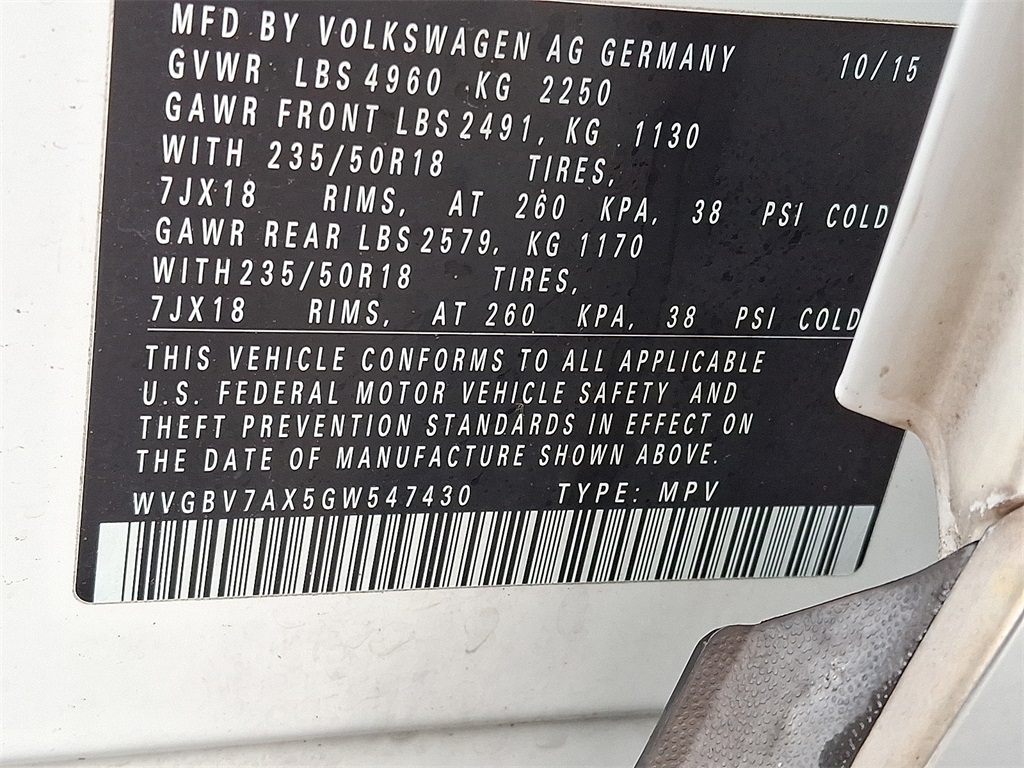 MFD BY VOLKSWAGEN AG GERMANY 10/15
GVWR LBS 4960 KG 2250
GAWR FRONT LBS 2491, KG 1130
WITH 235/50R18 TIRES,
7JX18 RIMS, AT 260 KPA, 38 PSI COLD
GAWR REAR LBS 2579, KG 1170
WITH 235/50R18 TIRES,
7JX18 RIMS, AT 260 KPA, 38 PSI COLD
THIS VEHICLE CONFORMS TO ALL APPLICABLE
U.S. FEDERAL MOTOR VEHICLE SAFETY AND
THEFT PREVENTION STANDARDS IN EFFECT ON
THE DATE OF MANUFACTURE SHOWN ABOVE.
WVGBV7AX5GW547430 TYPE: MPV